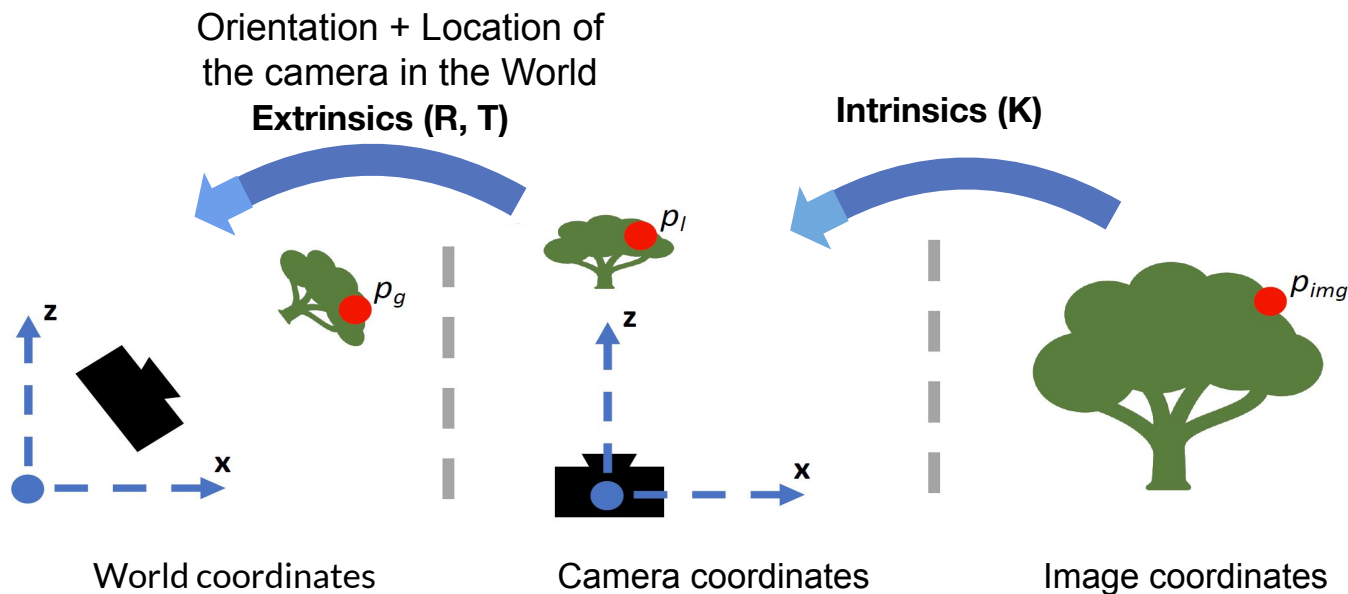 Orientation + Location of
the camera in the World
Extrinsics (R, T)
Intrinsics (K)
p_l
p_img
p_g
z
z
x
x
World coordinates
Camera coordinates
Image coordinates